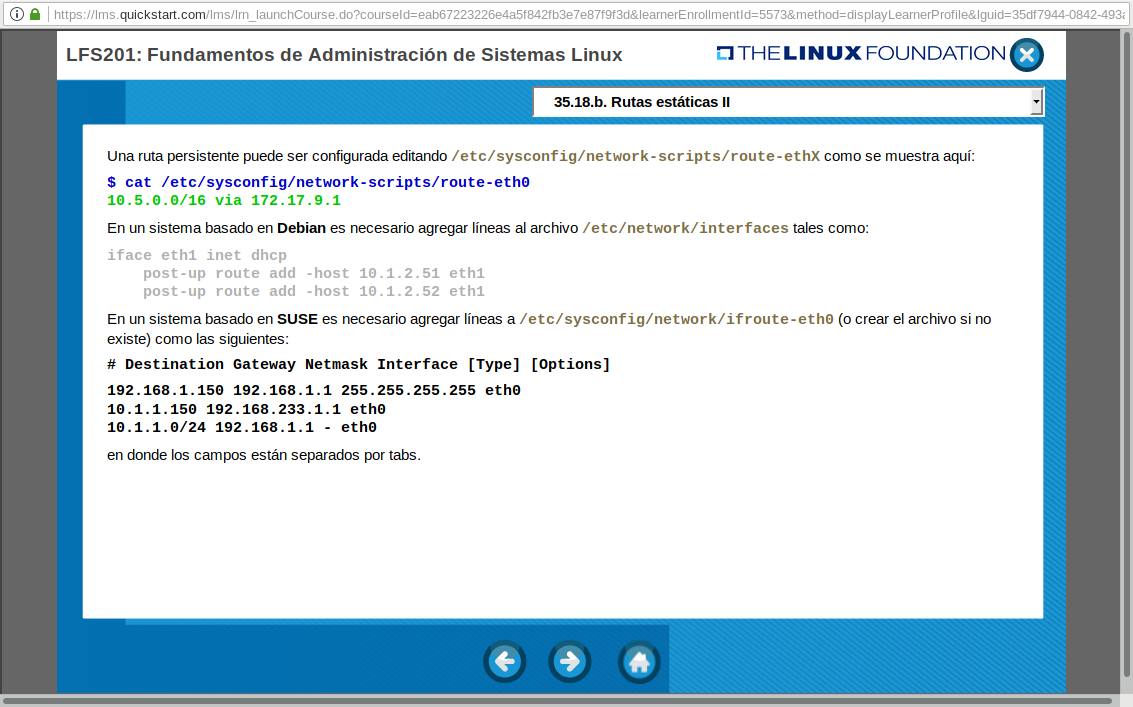 https://lms.quickstart.com/lms/lrn_launchCourse.do?courseId=eab67223226e4a5f842fb3e7e87f9f3d&learnerEnrollmentId=5573&method=displayLearnerProfile&lguid=35df7944-0842-493a
LFS201: Fundamentos de Administración de Sistemas Linux
THE LINUX FOUNDATION
35.18.b. Rutas estáticas II
Una ruta persistente puede ser configurada editando /etc/sysconfig/network-scripts/route-ethX como se muestra aquí:
$ cat /etc/sysconfig/network-scripts/route-eth0
10.5.0.0/16 via 172.17.9.1
En un sistema basado en Debian es necesario agregar líneas al archivo /etc/network/interfaces tales como:
iface eth1 inet dhcp
    post-up route add -host 10.1.2.51 eth1
    post-up route add -host 10.1.2.52 eth1
En un sistema basado en SUSE es necesario agregar líneas a /etc/sysconfig/network/ifroute-eth0 (o crear el archivo si no
existe) como las siguientes:
# Destination Gateway Netmask Interface [Type] [Options]
192.168.1.150 192.168.1.1 255.255.255.255 eth0
10.1.1.150 192.168.233.1.1 eth0
10.1.1.0/24 192.168.1.1 - eth0
en donde los campos están separados por tabs.